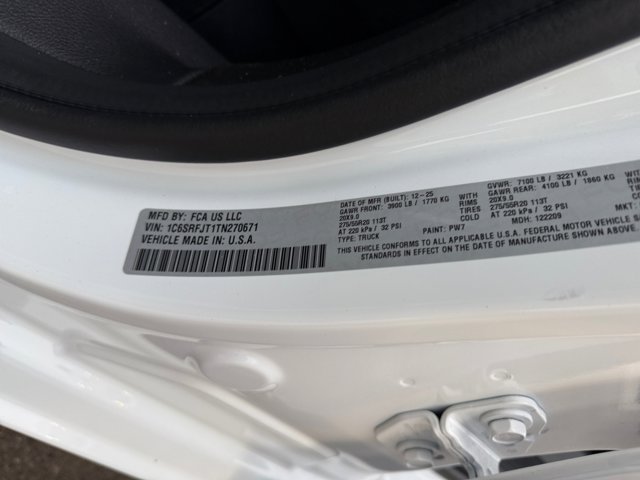 MFD BY: FCA US LLC
VIN: 1C6SRFJT1TN270671
VEHICLE MADE IN: U.S.A.
DATE OF MFR (BUILT): 12-25
GAWR FRONT: 3900 LB / 1770 KG
20X9.0
275/55R20 113T
AT 220 kPa / 32 PSI
TYPE: TRUCK
WITH
RIMS
TIRES
PAINT: PW7
GVWR: 7100 LB / 3221 KG
GAWR REAR: 4100 LB / 1860 KG
20X9.0
275/55R20 113T
AT 220 kPa / 32 PSI
MDH: 122209
WITH
RIMS
MKT:
VEHICLE CONFORMS TO ALL APPLICABLE U.S.A. FEDERAL MOTOR VEHICLE
STANDARDS IN EFFECT ON THE DATE OF MANUFACTURE SHOWN ABOVE.